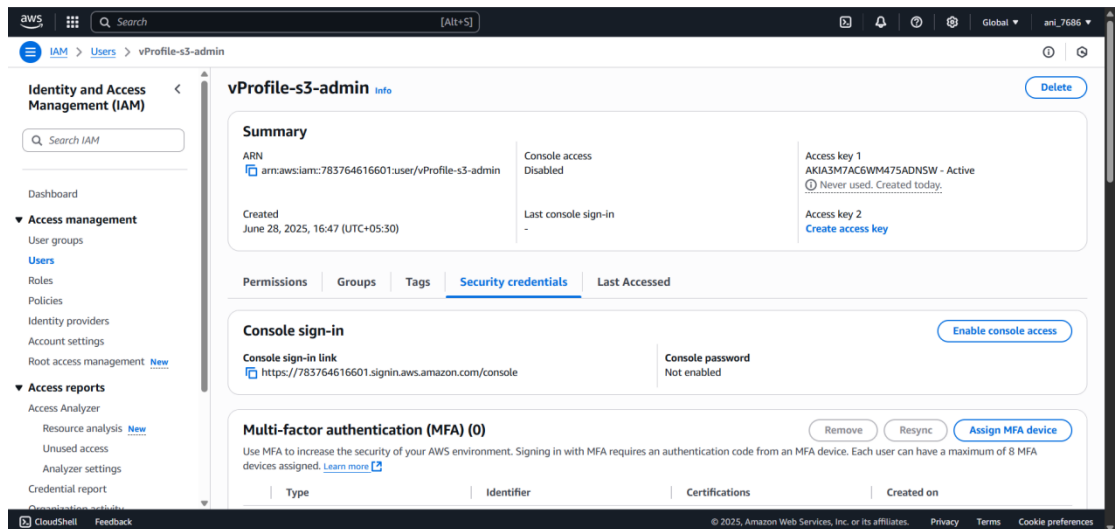 aws
Search
[Alt+S]
Global ▼
ani_7686 ▼
IAM > Users > vProfile-s3-admin
Identity and Access Management (IAM)
Search IAM
Dashboard
Access management
User groups
Users
Roles
Policies
Identity providers
Account settings
Root access management New
Access reports
Access Analyzer
Resource analysis New
Unused access
Analyzer settings
Credential report
vProfile-s3-admin Info
Delete
Summary
ARN
arn:aws:iam::783764616601:user/vProfile-s3-admin
Console access
Disabled
Access key 1
AKIA3M7AC6WM475ADNSW - Active
Never used. Created today.
Created
June 28, 2025, 16:47 (UTC+05:30)
Last console sign-in
-
Access key 2
Create access key
Permissions
Groups
Tags
Security credentials
Last Accessed
Console sign-in
Enable console access
Console sign-in link
https://783764616601.signin.aws.amazon.com/console
Console password
Not enabled
Multi-factor authentication (MFA) (0)
Remove
Resync
Assign MFA device
Use MFA to increase the security of your AWS environment. Signing in with MFA requires an authentication code from an MFA device. Each user can have a maximum of 8 MFA
devices assigned. Learn more
Type
Identifier
Certifications
Created on
CloudShell
Feedback
© 2025, Amazon Web Services, Inc. or its affiliates.
Privacy
Terms
Cookie preferences